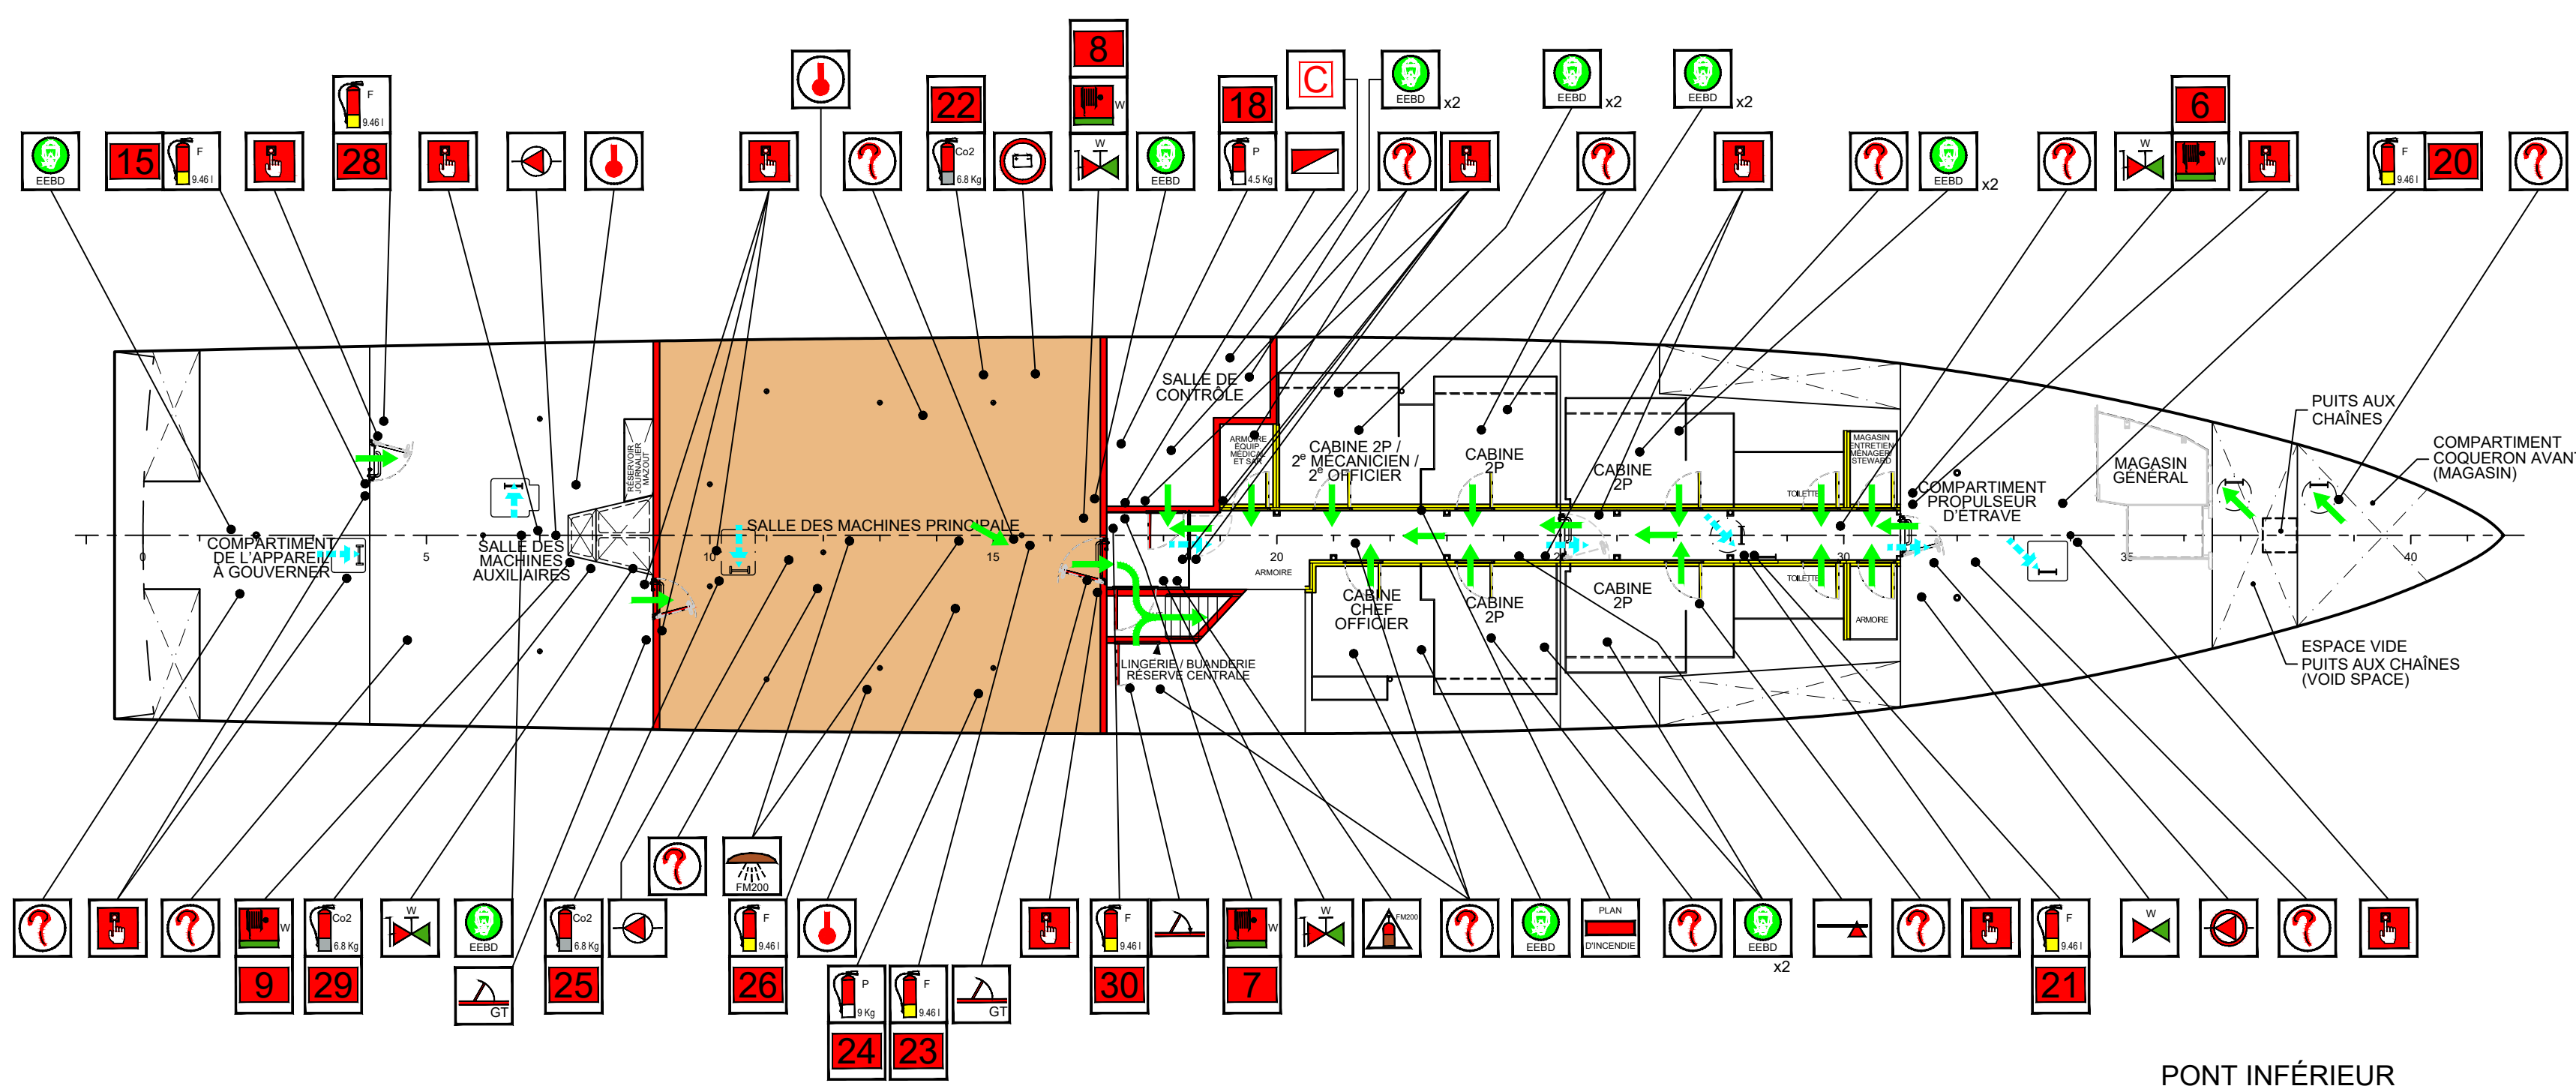 8
F
9.46 l
22
18
C
EEBD
x2
EEBD
x2
EEBD
x2
6
EEBD
15
F
9.46 l
28
Co2
6.8 Kg
W
W
EEBD
P
4.5 Kg
EEBD
x2
W
W
F
9.46 l
20
SALLE DE
CONTRÔLE
ARMOIRE
ÉQUIP.
MÉDICAL
ET SAR
CABINE 2P /
2e MÉCANICIEN /
2e OFFICIER
CABINE
2P
CABINE
2P
MAGASIN
ENTRETIEN
MÉNAGER/
STEWARD
TOILETTE
COMPARTIMENT
PROPULSEUR
D'ÉTRAVE
MAGASIN
GÉNÉRAL
PUITS AUX
CHAÎNES
COMPARTIMENT
COQUERON AVANT
(MAGASIN)
RÉSERVOIR
JOURNALIER
MAZOUT
SALLE DES MACHINES PRINCIPALE
COMPARTIMENT
DE L'APPAREIL
À GOUVERNER
SALLE DES
MACHINES
AUXILIAIRES
0
5
10
15
20
25
30
35
40
ARMOIRE
CABINE
CHEF
OFFICIER
CABINE
2P
CABINE
2P
TOILETTE
ARMOIRE
LINGERIE / BUANDERIE
RÉSERVE CENTRALE
ESPACE VIDE
PUITS AUX CHAÎNES
(VOID SPACE)
FM200
W
9
Co2
6.8 Kg
29
W
EEBD
GT
Co2
6.8 Kg
25
F
9.46 l
26
P
9 Kg
24
F
9.46 l
23
GT
F
9.46 l
30
W
7
W
FM200
EEBD
PLAN
D'INCENDIE
EEBD
x2
F
9.46 l
21
W
PONT INFÉRIEUR